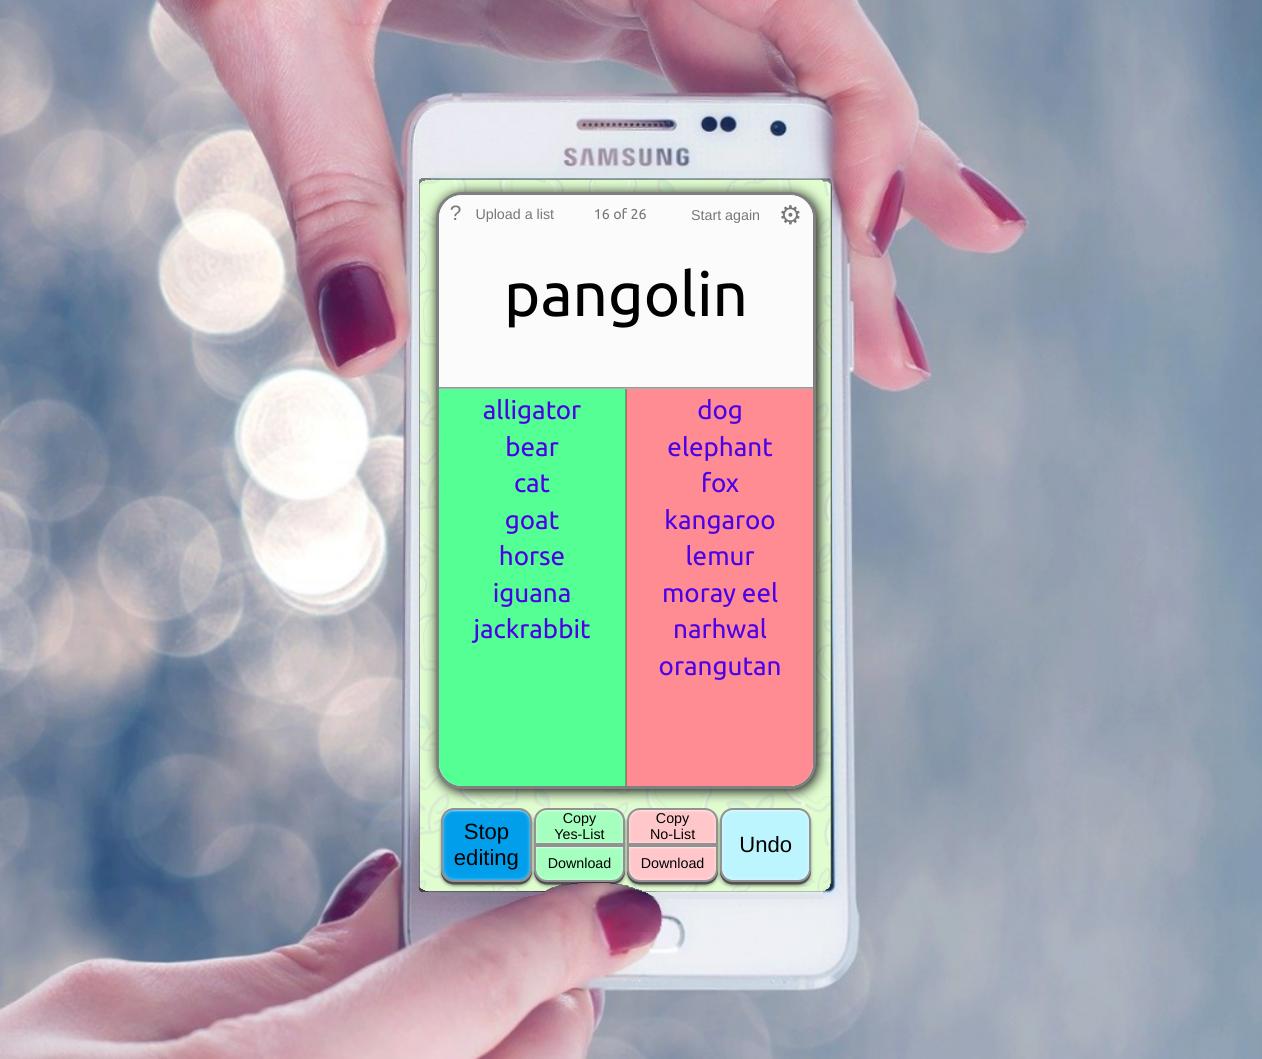 SAMSUNG
? Upload a list 16 of 26 Start again
pangolin
alligator
bear
cat
goat
horse
iguana
jackrabbit
dog
elephant
fox
kangaroo
lemur
moray eel
narhwal
orangutan
Stop
editing
Copy
Yes-List
Download
Copy
No-List
Download
Undo